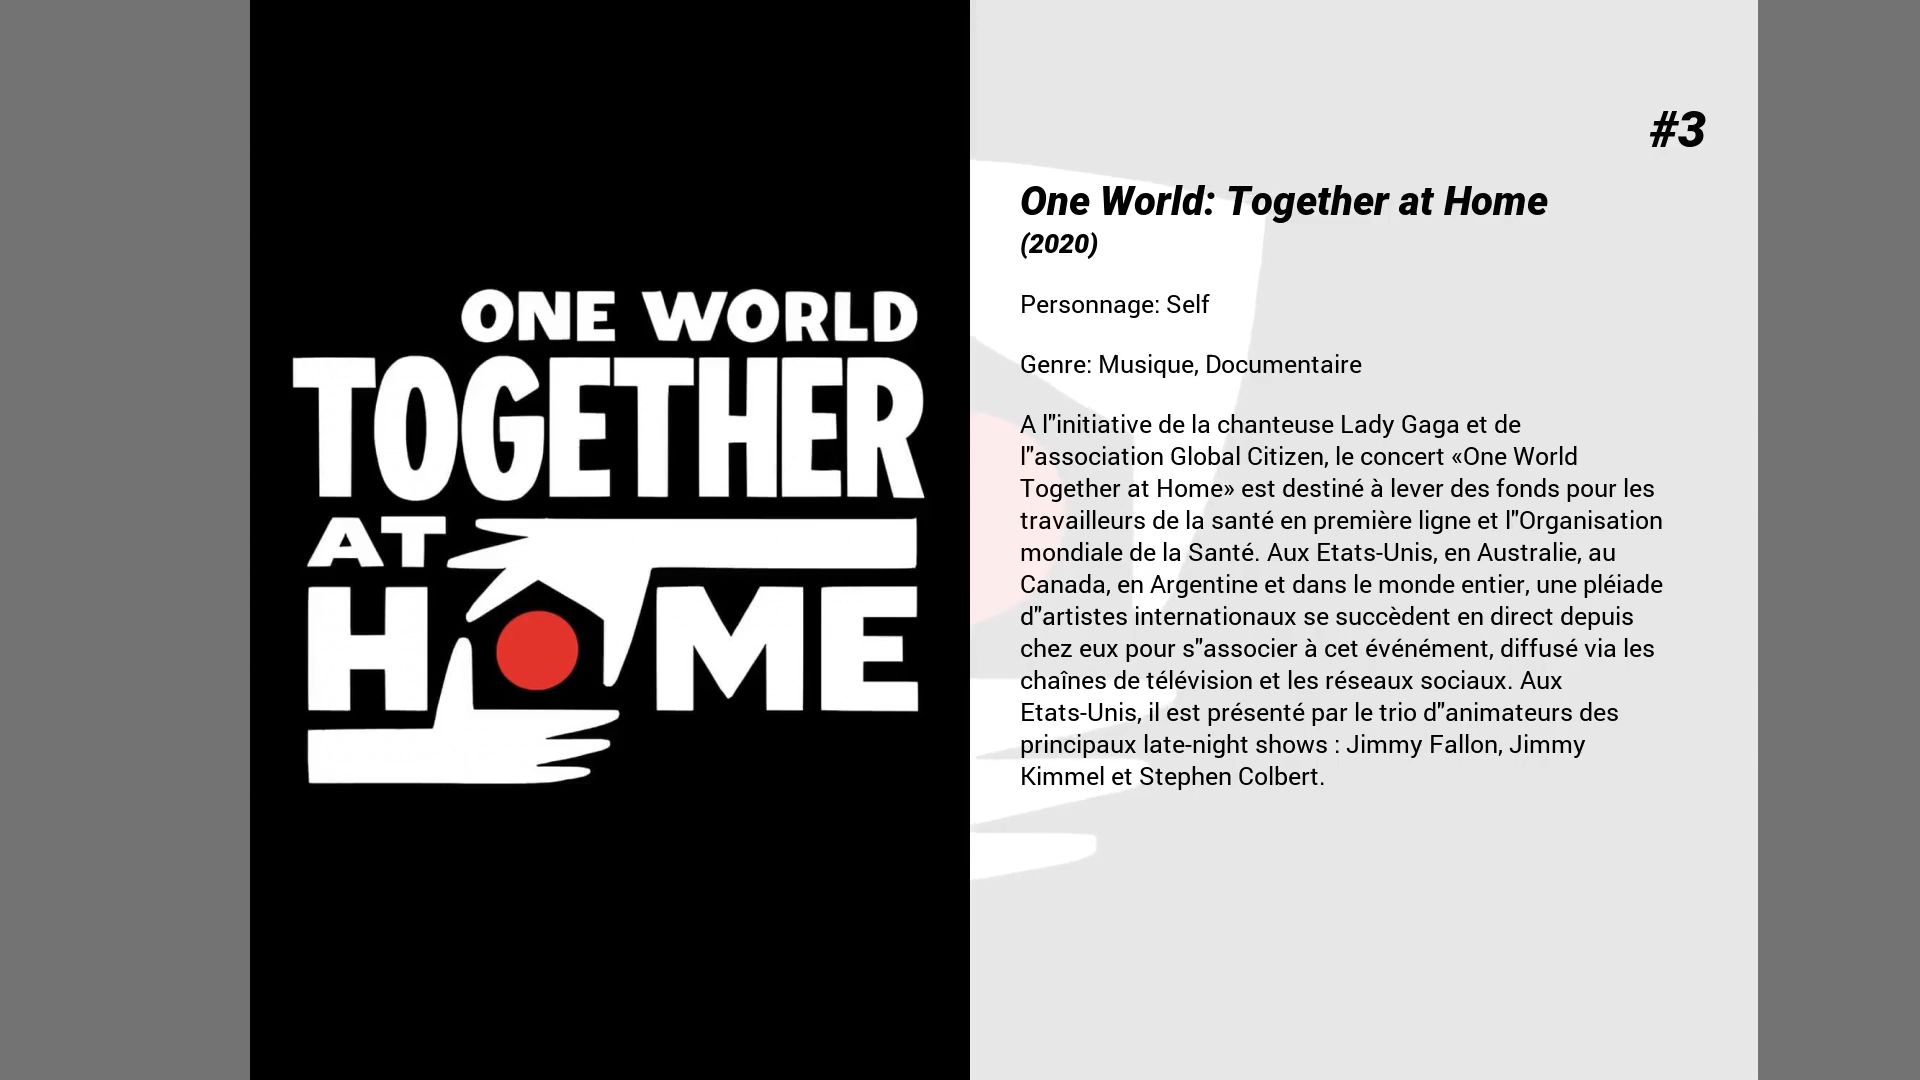 ONE WORLD
TOGETHER
AT
HOME
#3
One World: Together at Home
(2020)
Personnage: Self
Genre: Musique, Documentaire
A l"initiative de la chanteuse Lady Gaga et de
l"association Global Citizen, le concert «One World
Together at Home» est destiné à lever des fonds pour les
travailleurs de la santé en première ligne et l"Organisation
mondiale de la Santé. Aux Etats-Unis, en Australie, au
Canada, en Argentine et dans le monde entier, une pléiade
d"artistes internationaux se succèdent en direct depuis
chez eux pour s"associer à cet événément, diffusé via les
chaînes de télévision et les réseaux sociaux. Aux
Etats-Unis, il est présenté par le trio d"animateurs des
principaux late-night shows : Jimmy Fallon, Jimmy
Kimmel et Stephen Colbert.